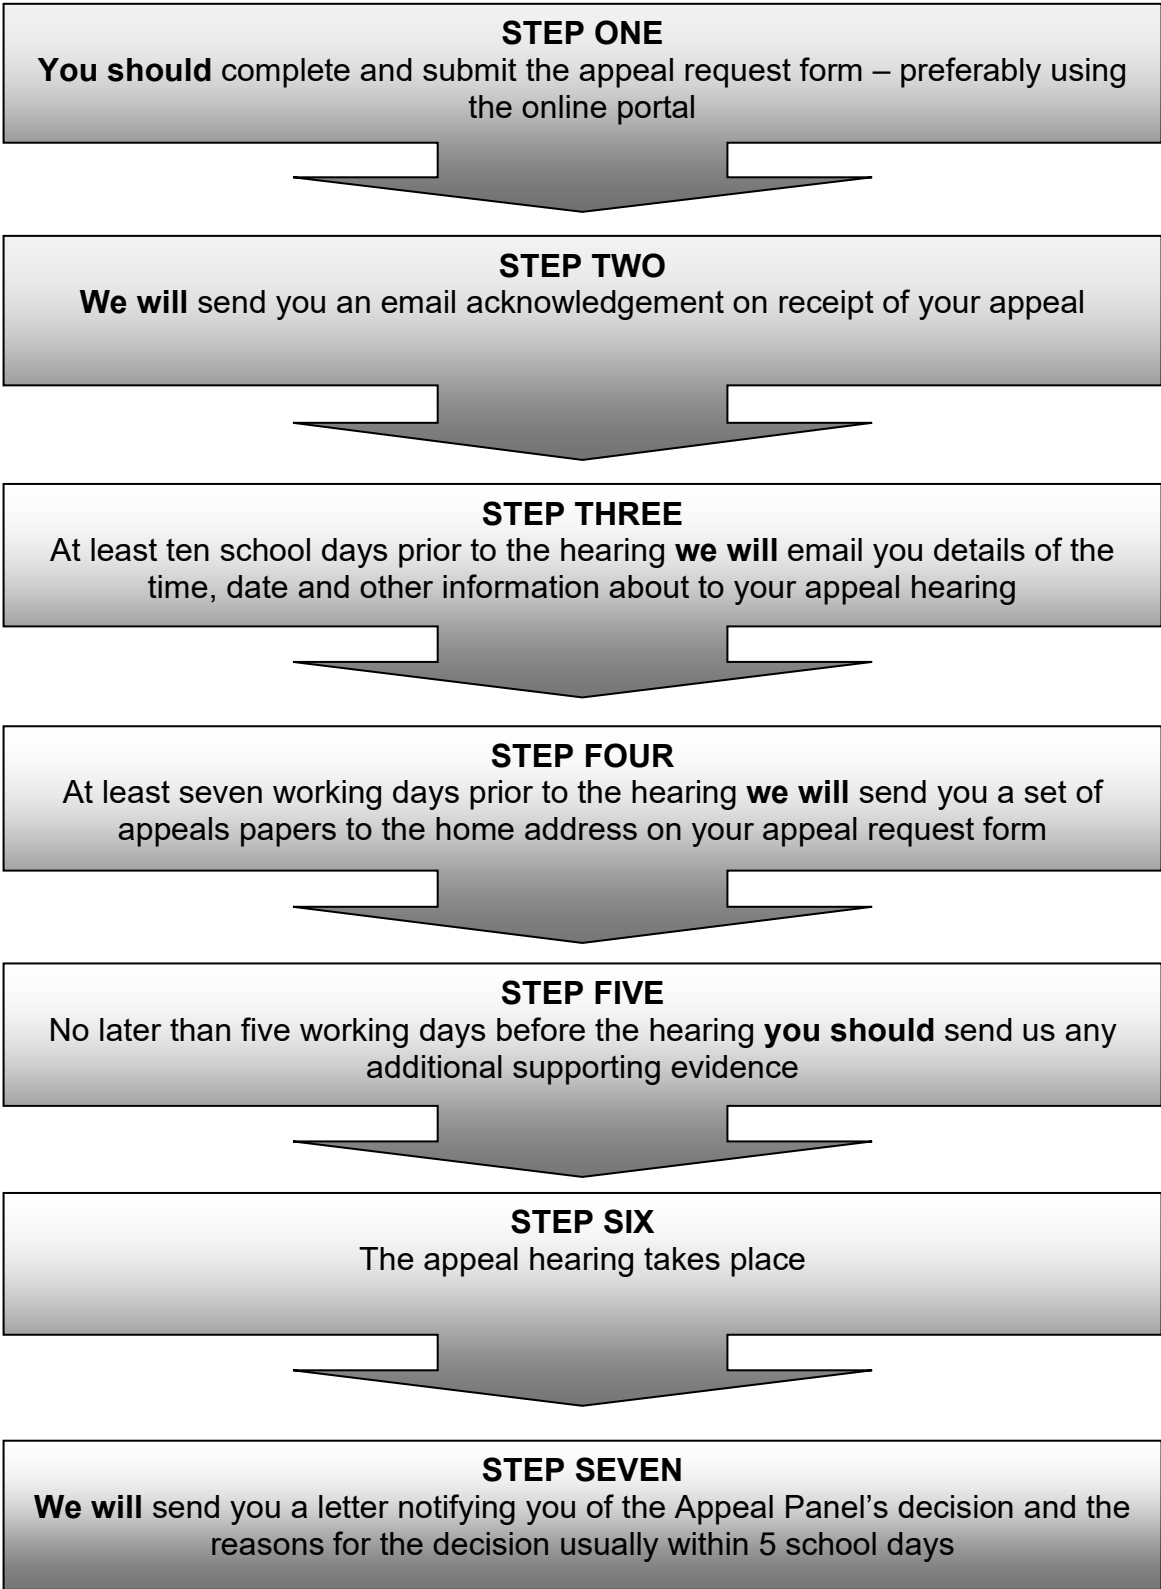 STEP ONE
You should complete and submit the appeal request form – preferably using
the online portal
STEP TWO
We will send you an email acknowledgement on receipt of your appeal
STEP THREE
At least ten school days prior to the hearing we will email you details of the
time, date and other information about to your appeal hearing
STEP FOUR
At least seven working days prior to the hearing we will send you a set of
appeals papers to the home address on your appeal request form
STEP FIVE
No later than five working days before the hearing you should send us any
additional supporting evidence
STEP SIX
The appeal hearing takes place
STEP SEVEN
We will send you a letter notifying you of the Appeal Panel’s decision and the
reasons for the decision usually within 5 school days